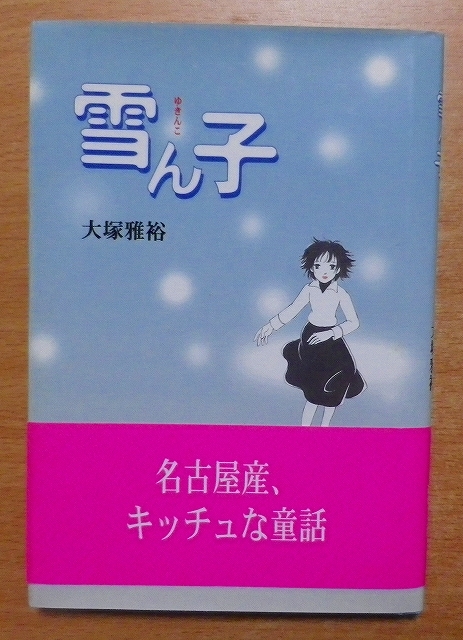 雪ん子
ゆきんこ
大塚雅裕
名古屋産、
キッチュな童話